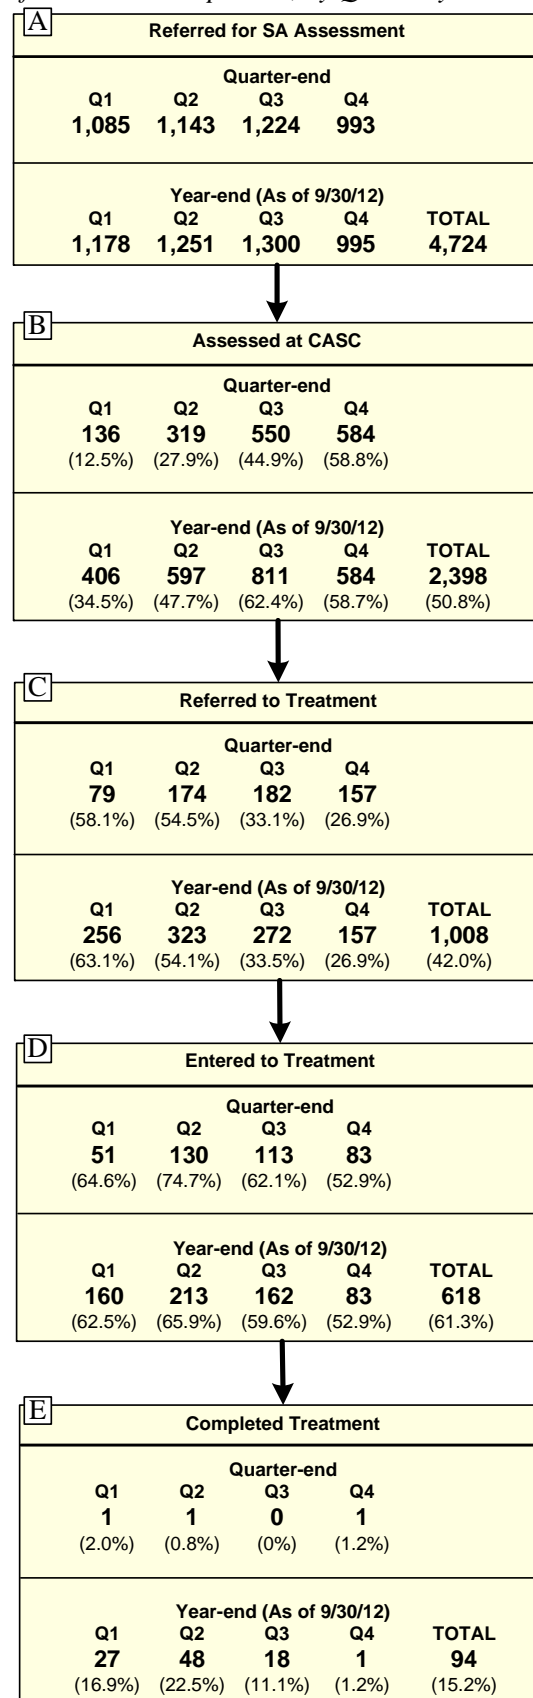 A
Referred for SA Assessment
Quarter-end
Q1 Q2 Q3 Q4
1,085 1,143 1,224 993
Year-end (As of 9/30/12)
Q1 Q2 Q3 Q4 TOTAL
1,178 1,251 1,300 995 4,724
B
Assessed at CASC
Quarter-end
Q1 Q2 Q3 Q4
136 319 550 584
(12.5%) (27.9%) (44.9%) (58.8%)
Year-end (As of 9/30/12)
Q1 Q2 Q3 Q4 TOTAL
406 597 811 584 2,398
(34.5%) (47.7%) (62.4%) (58.7%) (50.8%)
C
Referred to Treatment
Quarter-end
Q1 Q2 Q3 Q4
79 174 182 157
(58.1%) (54.5%) (33.1%) (26.9%)
Year-end (As of 9/30/12)
Q1 Q2 Q3 Q4 TOTAL
256 323 272 157 1,008
(63.1%) (54.1%) (33.5%) (26.9%) (42.0%)
D
Entered to Treatment
Quarter-end
Q1 Q2 Q3 Q4
51 130 113 83
(64.6%) (74.7%) (62.1%) (52.9%)
Year-end (As of 9/30/12)
Q1 Q2 Q3 Q4 TOTAL
160 213 162 83 618
(62.5%) (65.9%) (59.6%) (52.9%) (61.3%)
E
Completed Treatment
Quarter-end
Q1 Q2 Q3 Q4
1 1 0 1
(2.0%) (0.8%) (0%) (1.2%)
Year-end (As of 9/30/12)
Q1 Q2 Q3 Q4 TOTAL
27 48 18 1 94
(16.9%) (22.5%) (11.1%) (1.2%) (15.2%)